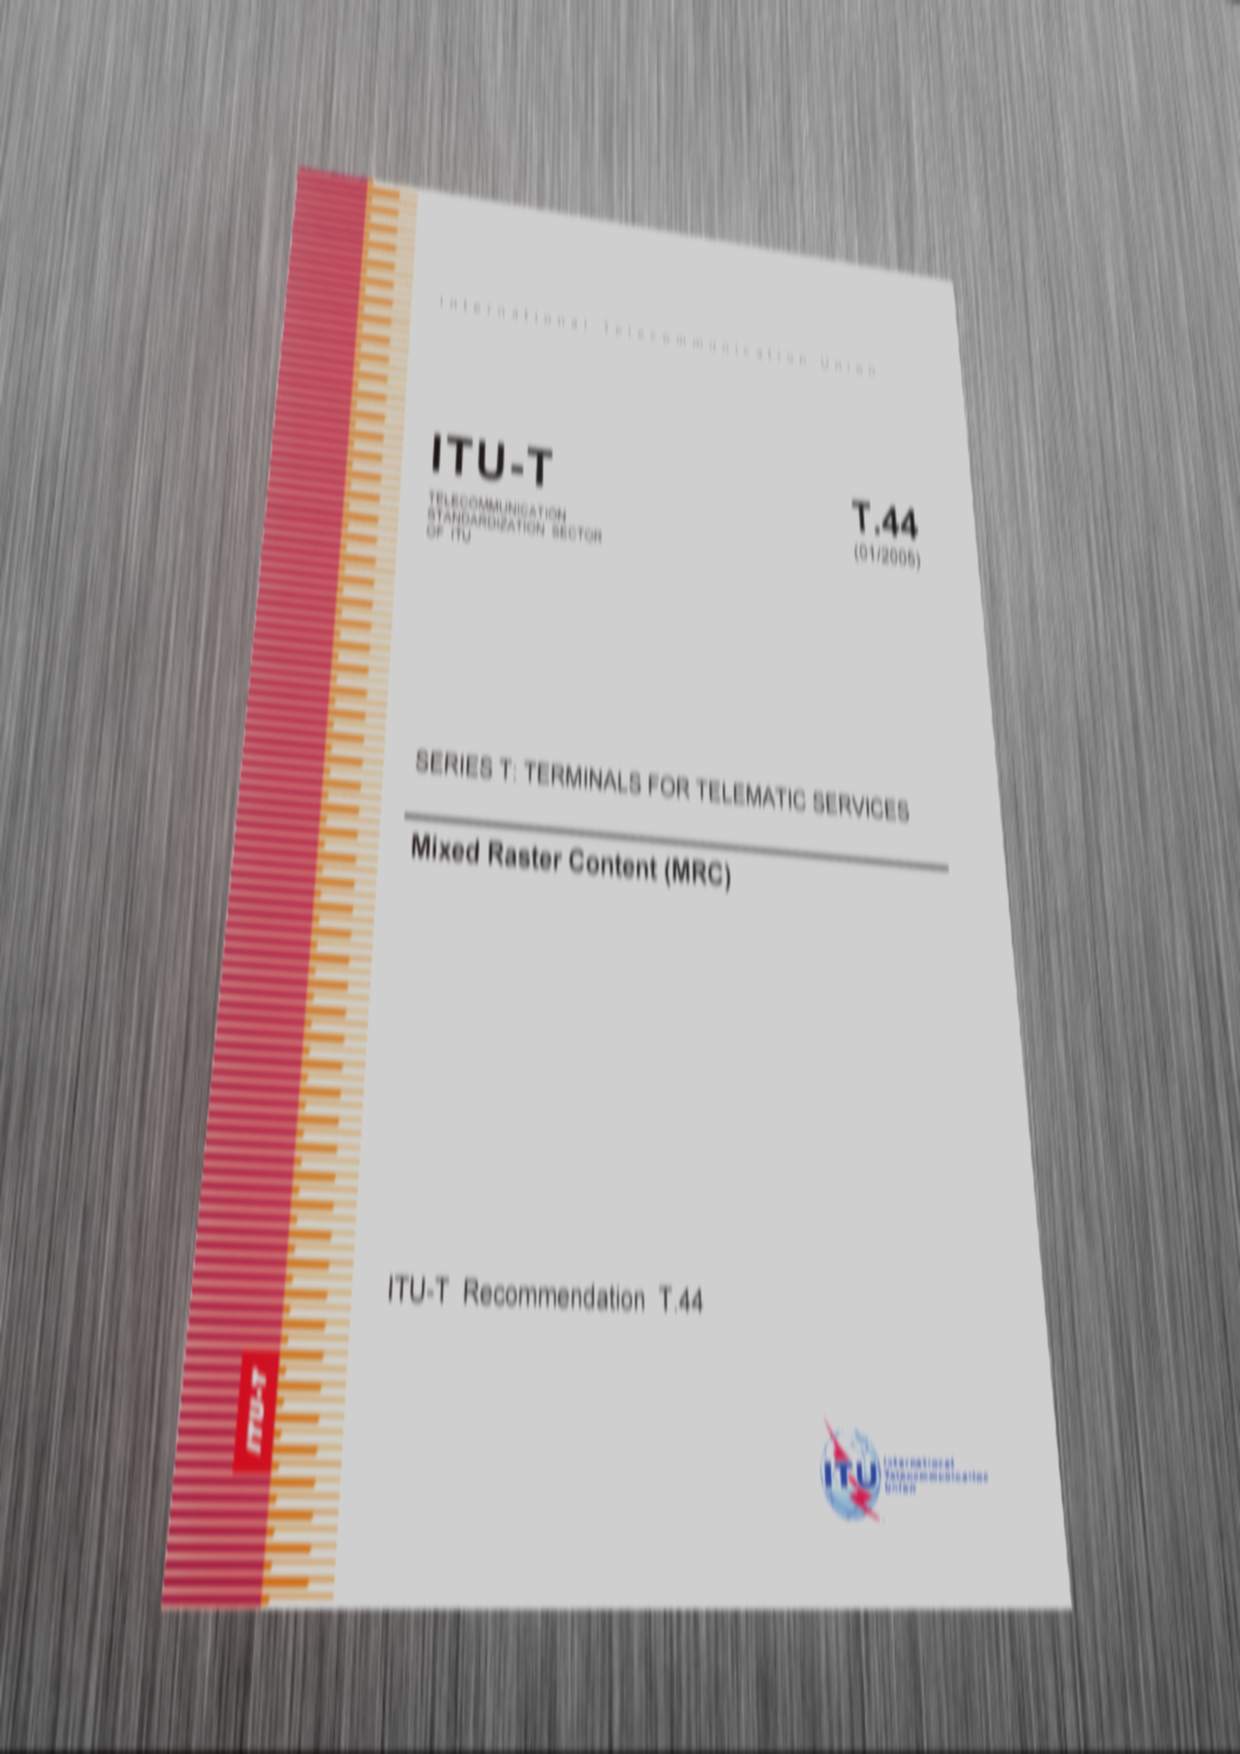 International Telecommunication Union
ITU-T
TELECOMMUNICATION
STANDARDIZATION SECTOR
OF ITU
T.44
(01/2005)
SERIES T: TERMINALS FOR TELEMATIC SERVICES
Mixed Raster Content (MRC)
ITU-T Recommendation T.44
ITU-T
ITU
International
Telecommunication
Union